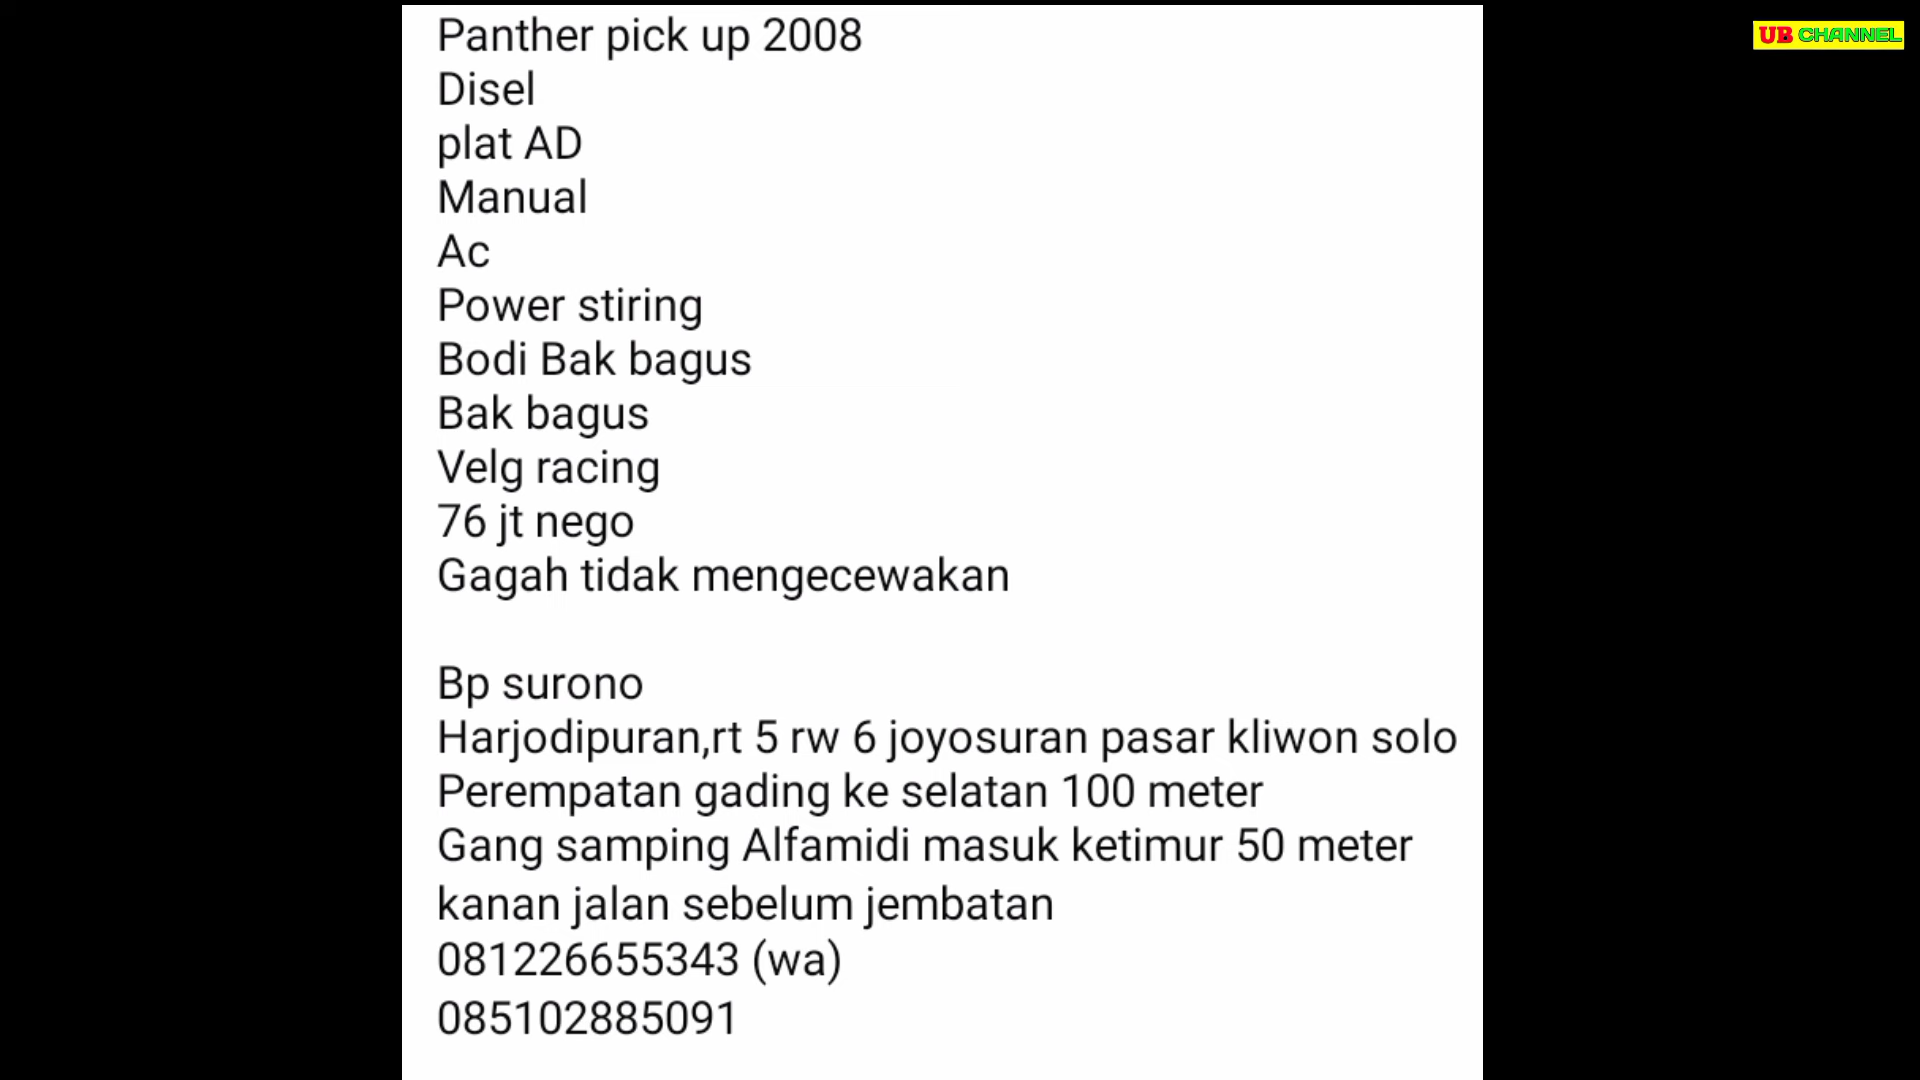 Panther pick up 2008
UB CHANNEL
Disel
plat AD
Manual
Ac
Power stiring
Bodi Bak bagus
Bak bagus
Velg racing
76 jt nego
Gagah tidak mengecewakan
Bp surono
Harjodipuran,rt 5 rw 6 joyosuran pasar kliwon solo
Perempatan gading ke selatan 100 meter
Gang samping Alfamidi masuk ketimur 50 meter
kanan jalan sebelum jembatan
081226655343 (wa)
085102885091